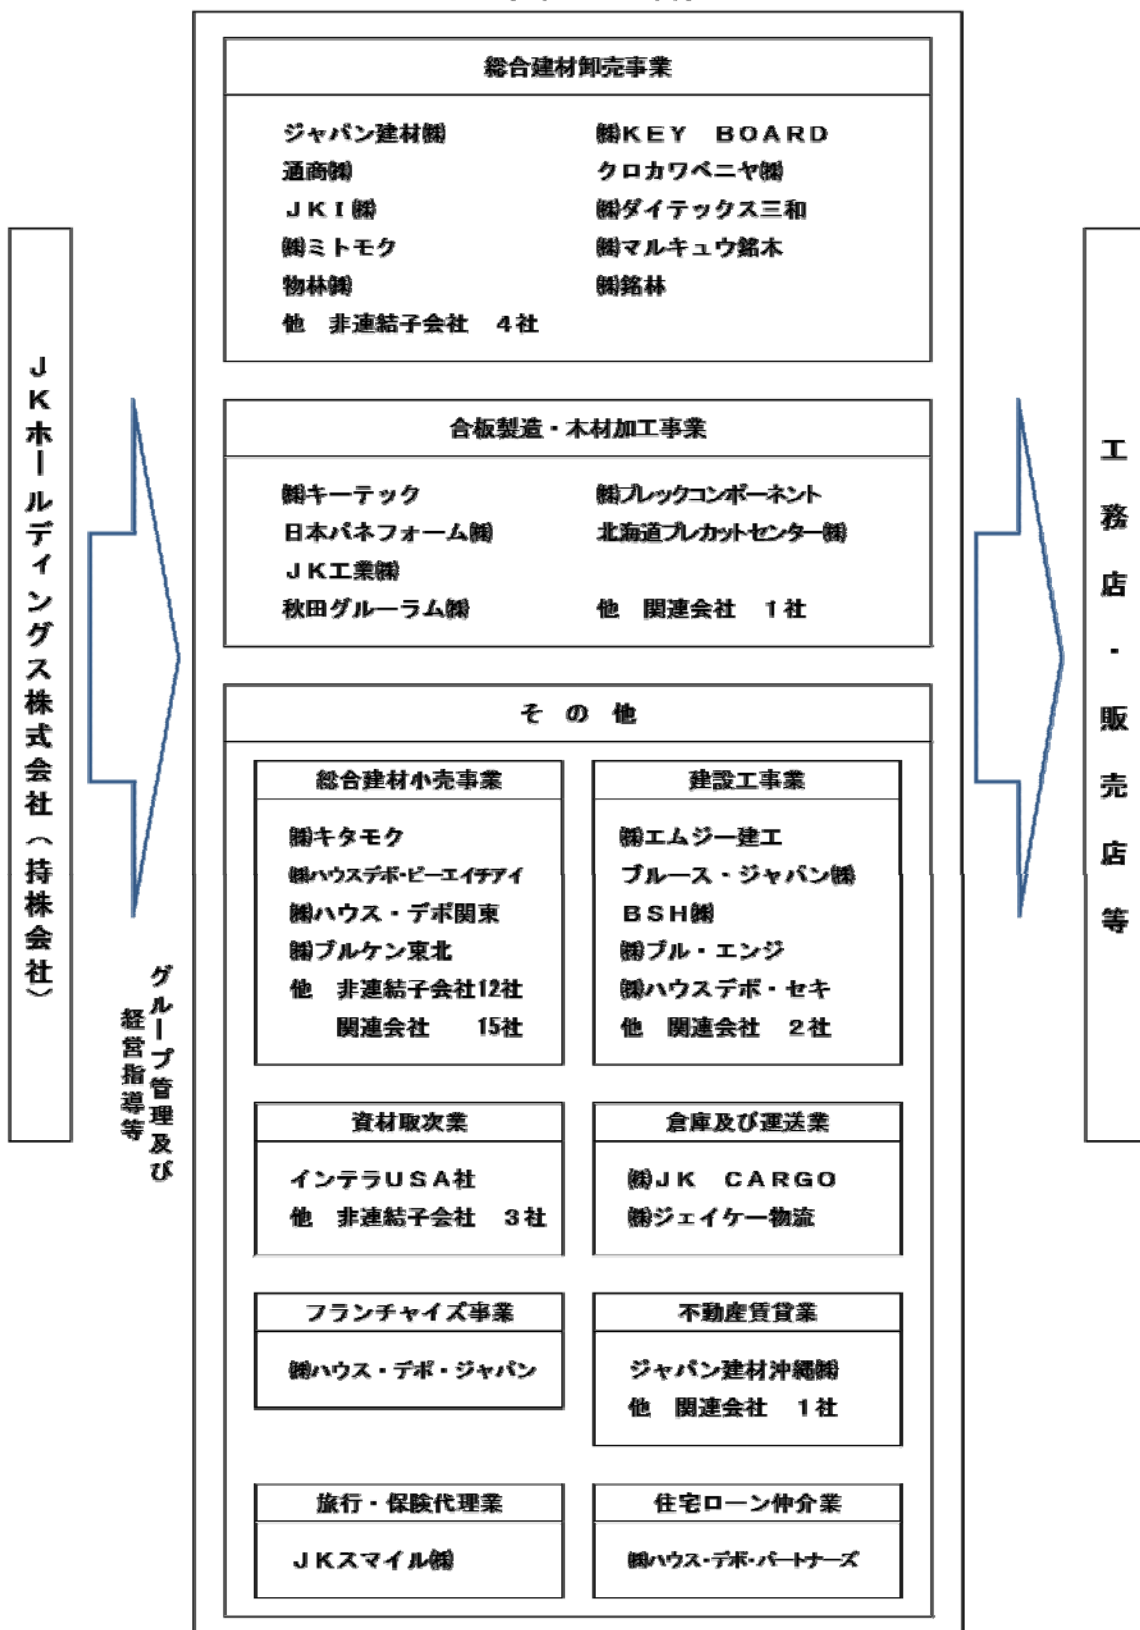 JKホールディングス株式会社(持株会社)
グループ管理及び
経営指導等
総合建材卸売事業
ジャパン建材㈱
通商㈱
JKI㈱
㈱ミトモク
物林㈱
他 非連結子会社 4社
㈱KEY BOARD
クロカワベニヤ㈱
㈱ダイテックス三和
㈱マルキュウ銘木
㈱銘林
合板製造・木材加工事業
㈱キーテック
日本パネフォーム㈱
JK工業㈱
秋田グルーラム㈱
㈱プレックコンポーネント
北海道プレカットセンター㈱
他 関連会社 1社
その他
総合建材小売事業
㈱キタモク
㈱ハウスデポ・ピーエイチアイ
㈱ハウス・デポ関東
㈱ブルケン東北
他 非連結子会社12社
関連会社 15社
建設工事業
㈱エムジー建工
ブルース・ジャパン㈱
BSH㈱
㈱ブル・エンジ
㈱ハウスデポ・セキ
他 関連会社 2社
資材取次業
インテラUSA社
他 非連結子会社 3社
倉庫及び運送業
㈱JK CARGO
㈱ジェイケー物流
フランチャイズ事業
㈱ハウス・デポ・ジャパン
不動産賃貸業
ジャパン建材沖縄㈱
他 関連会社 1社
旅行・保険代理業
JKスマイル㈱
住宅ローン仲介業
㈱ハウス・デポ・パートナーズ
工務店・販売店等